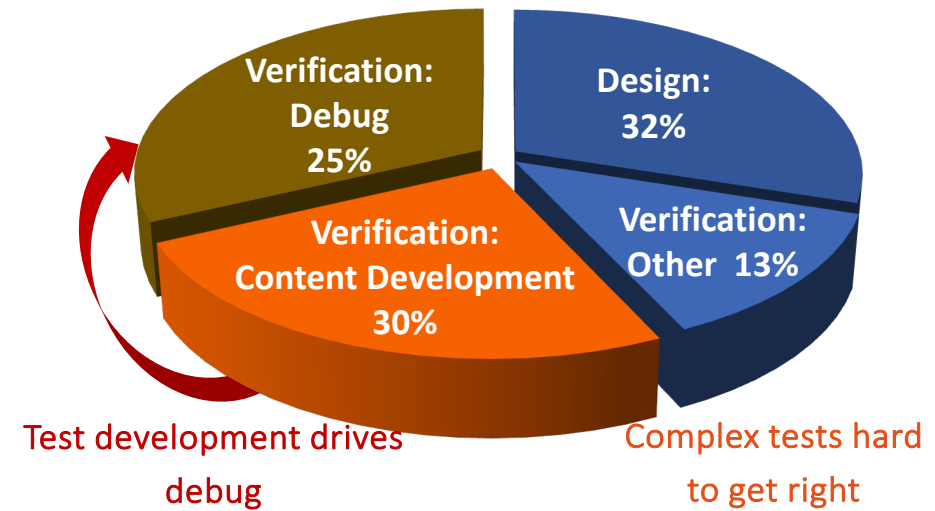 Verification:
Debug
25%
Design:
32%
Verification:
Other 13%
Verification:
Content Development
30%
Test development drives
debug
Complex tests hard
to get right